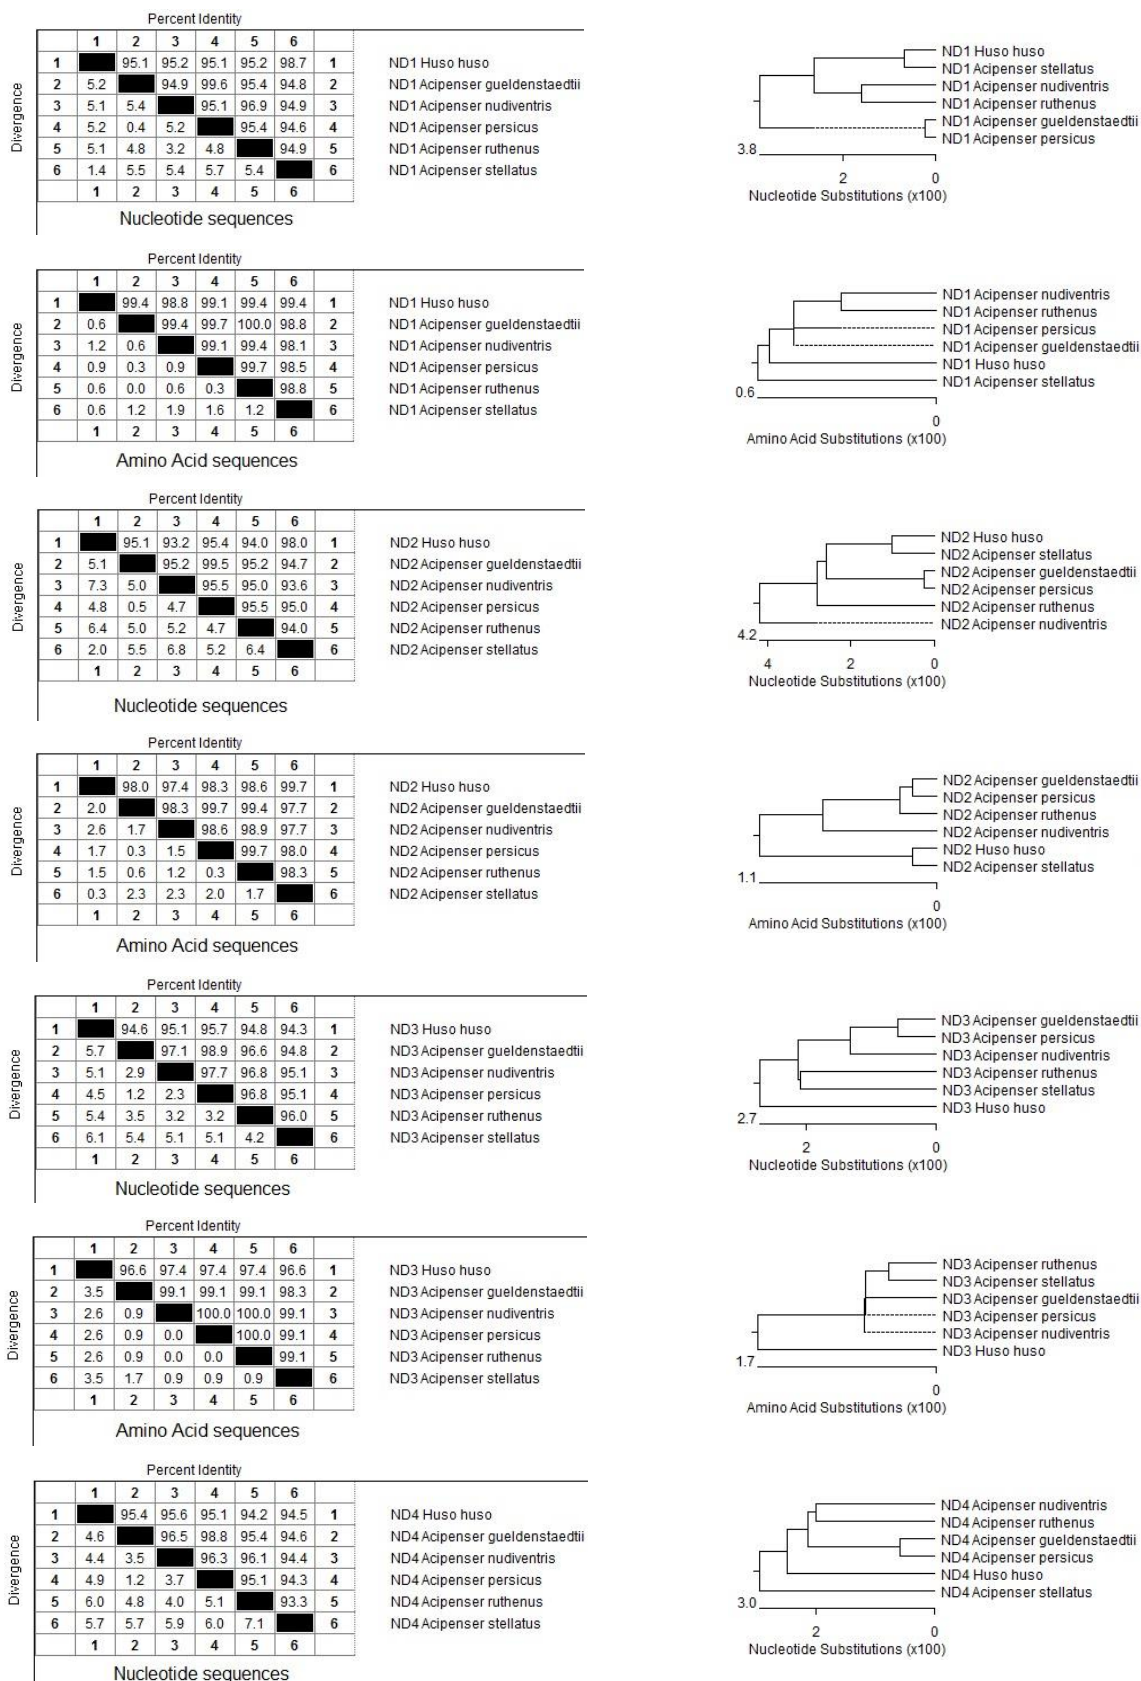 Percent Identity
1 2 3 4 5 6
1 95.1 95.2 95.1 95.2 98.7 1 ND1 Huso huso
2 5.2 94.9 99.6 95.4 94.8 2 ND1 Acipenser gueldenstaedtii
3 5.1 5.4 95.1 96.9 94.9 3 ND1 Acipenser nudiventris
4 5.2 0.4 5.2 95.4 94.6 4 ND1 Acipenser persicus
5 5.1 4.8 3.2 4.8 94.9 5 ND1 Acipenser ruthenus
6 1.4 5.5 5.4 5.7 5.4 6 ND1 Acipenser stellatus
1 2 3 4 5 6
Divergence
Nucleotide sequences
ND1 Huso huso
ND1 Acipenser stellatus
ND1 Acipenser nudiventris
ND1 Acipenser ruthenus
ND1 Acipenser gueldenstaedtii
ND1 Acipenser persicus
3.8
2 0
Nucleotide Substitutions (x100)
Percent Identity
1 2 3 4 5 6
1 99.4 98.8 99.1 99.4 99.4 1 ND1 Huso huso
2 0.6 99.4 99.7 100.0 98.8 2 ND1 Acipenser gueldenstaedtii
3 1.2 0.6 99.1 99.4 98.1 3 ND1 Acipenser nudiventris
4 0.9 0.3 0.9 99.7 98.5 4 ND1 Acipenser persicus
5 0.6 0.0 0.6 0.3 98.8 5 ND1 Acipenser ruthenus
6 0.6 1.2 1.9 1.6 1.2 6 ND1 Acipenser stellatus
1 2 3 4 5 6
Divergence
Amino Acid sequences
ND1 Acipenser nudiventris
ND1 Acipenser ruthenus
ND1 Acipenser persicus
ND1 Acipenser gueldenstaedtii
ND1 Huso huso
ND1 Acipenser stellatus
0.6
0
Amino Acid Substitutions (x100)
Percent Identity
1 2 3 4 5 6
1 95.1 93.2 95.4 94.0 98.0 1 ND2 Huso huso
2 5.1 95.2 99.5 95.2 94.7 2 ND2 Acipenser gueldenstaedtii
3 7.3 5.0 95.5 95.0 93.6 3 ND2 Acipenser nudiventris
4 4.8 0.5 4.7 95.5 95.0 4 ND2 Acipenser persicus
5 6.4 5.0 5.2 4.7 94.0 5 ND2 Acipenser ruthenus
6 2.0 5.5 6.8 5.2 6.4 6 ND2 Acipenser stellatus
1 2 3 4 5 6
Divergence
Nucleotide sequences
ND2 Huso huso
ND2 Acipenser stellatus
ND2 Acipenser gueldenstaedtii
ND2 Acipenser persicus
ND2 Acipenser ruthenus
ND2 Acipenser nudiventris
4.2
4 2 0
Nucleotide Substitutions (x100)
Percent Identity
1 2 3 4 5 6
1 98.0 97.4 98.3 98.6 99.7 1 ND2 Huso huso
2 2.0 98.3 99.7 99.4 97.7 2 ND2 Acipenser gueldenstaedtii
3 2.6 1.7 98.6 98.9 97.7 3 ND2 Acipenser nudiventris
4 1.7 0.3 1.5 99.7 98.0 4 ND2 Acipenser persicus
5 1.5 0.6 1.2 0.3 98.3 5 ND2 Acipenser ruthenus
6 0.3 2.3 2.3 2.0 1.7 6 ND2 Acipenser stellatus
1 2 3 4 5 6
Divergence
Amino Acid sequences
ND2 Acipenser gueldenstaedtii
ND2 Acipenser persicus
ND2 Acipenser ruthenus
ND2 Acipenser nudiventris
ND2 Huso huso
ND2 Acipenser stellatus
1.1
0
Amino Acid Substitutions (x100)
Percent Identity
1 2 3 4 5 6
1 94.6 95.1 95.7 94.8 94.3 1 ND3 Huso huso
2 5.7 97.1 98.9 96.6 94.8 2 ND3 Acipenser gueldenstaedtii
3 5.1 2.9 97.7 96.8 95.1 3 ND3 Acipenser nudiventris
4 4.5 1.2 2.3 96.8 95.1 4 ND3 Acipenser persicus
5 5.4 3.5 3.2 3.2 96.0 5 ND3 Acipenser ruthenus
6 6.1 5.4 5.1 5.1 4.2 6 ND3 Acipenser stellatus
1 2 3 4 5 6
Divergence
Nucleotide sequences
ND3 Acipenser gueldenstaedtii
ND3 Acipenser persicus
ND3 Acipenser nudiventris
ND3 Acipenser ruthenus
ND3 Acipenser stellatus
ND3 Huso huso
2.7
2 0
Nucleotide Substitutions (x100)
Percent Identity
1 2 3 4 5 6
1 96.6 97.4 97.4 97.4 96.6 1 ND3 Huso huso
2 3.5 99.1 99.1 99.1 98.3 2 ND3 Acipenser gueldenstaedtii
3 2.6 0.9 100.0 100.0 99.1 3 ND3 Acipenser nudiventris
4 2.6 0.9 0.0 100.0 99.1 4 ND3 Acipenser persicus
5 2.6 0.9 0.0 0.0 99.1 5 ND3 Acipenser ruthenus
6 3.5 1.7 0.9 0.9 0.9 6 ND3 Acipenser stellatus
1 2 3 4 5 6
Divergence
Amino Acid sequences
ND3 Acipenser ruthenus
ND3 Acipenser stellatus
ND3 Acipenser gueldenstaedtii
ND3 Acipenser persicus
ND3 Acipenser nudiventris
ND3 Huso huso
1.7
0
Amino Acid Substitutions (x100)
Percent Identity
1 2 3 4 5 6
1 95.4 95.6 95.1 94.2 94.5 1 ND4 Huso huso
2 4.6 96.5 98.8 95.4 94.6 2 ND4 Acipenser gueldenstaedtii
3 4.4 3.5 96.3 96.1 94.4 3 ND4 Acipenser nudiventris
4 4.9 1.2 3.7 95.1 94.3 4 ND4 Acipenser persicus
5 6.0 4.8 4.0 5.1 93.3 5 ND4 Acipenser ruthenus
6 5.7 5.7 5.9 6.0 7.1 6 ND4 Acipenser stellatus
1 2 3 4 5 6
Divergence
Nucleotide sequences
ND4 Acipenser nudiventris
ND4 Acipenser ruthenus
ND4 Acipenser gueldenstaedtii
ND4 Acipenser persicus
ND4 Huso huso
ND4 Acipenser stellatus
3.0
2 0
Nucleotide Substitutions (x100)